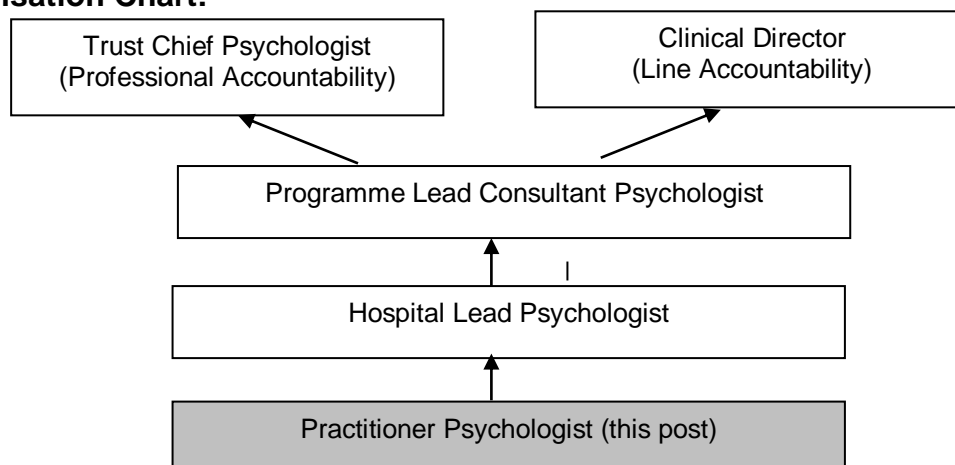 isation Chart:
Trust Chief Psychologist
(Professional Accountability)
Clinical Director
(Line Accountability)
Programme Lead Consultant Psychologist
Hospital Lead Psychologist
Practitioner Psychologist (this post)